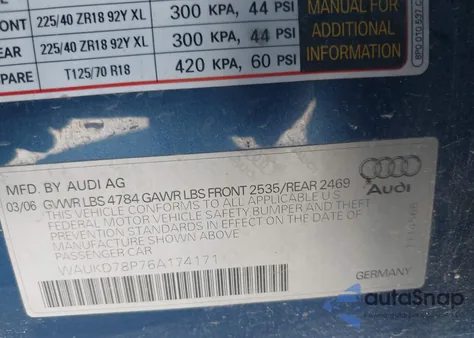 FRONT 225/40 ZR18 92Y XL 300 KPA, 44 PSI
REAR 225/40 ZR18 92Y XL 300 KPA, 44 PSI
SPARE T125/70 R18 420 KPA, 60 PSI
MANUAL FOR
ADDITIONAL
INFORMATION
MFD. BY AUDI AG
03/06 GVWR LBS 4784 GAWR LBS FRONT 2535/REAR 2469
THIS VEHICLE CONFORMS TO ALL APPLICABLE U.S
FEDERAL MOTOR VEHICLE SAFETY BUMPER AND THEFT
PREVENTION STANDARDS IN EFFECT ON THE DATE OF
MANUFACTURE SHOWN ABOVE.
PASSENGER CAR
WAUKD78P76A174171
Audi
GERMANY
autoSnap